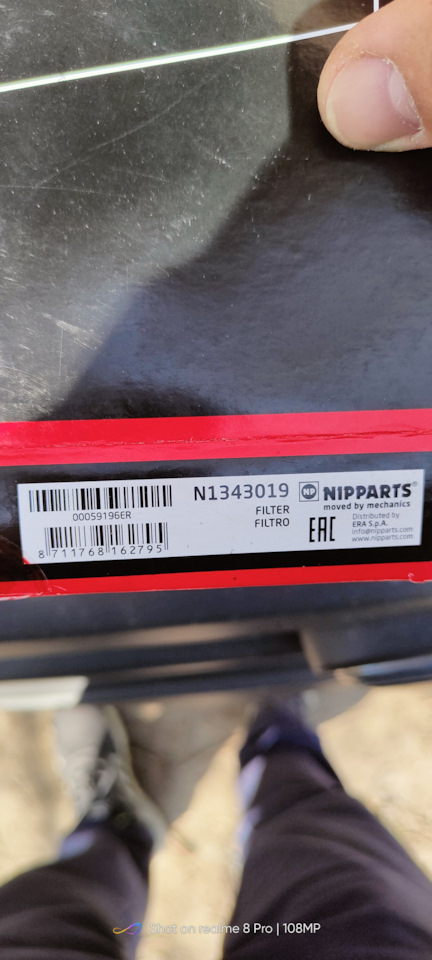 N1343019
NP NIPPARTS®
moved by mechanics
00059196ER
FILTER
FILTRO
8 711768 162795
EAC
Distributed by
ERA S.p.A.
info@nipparts.com
www.nipparts.com
Shot on realme 8 Pro | 108MP